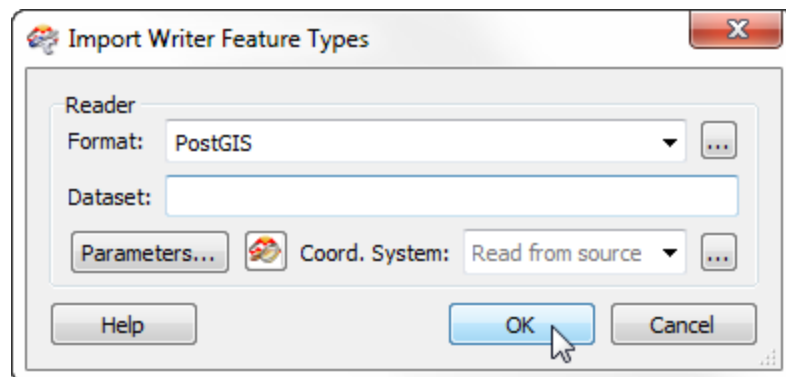 Import Writer Feature Types
Reader
Format: PostGIS ...
Dataset:
Parameters... Coord. System: Read from source ...
Help OK Cancel